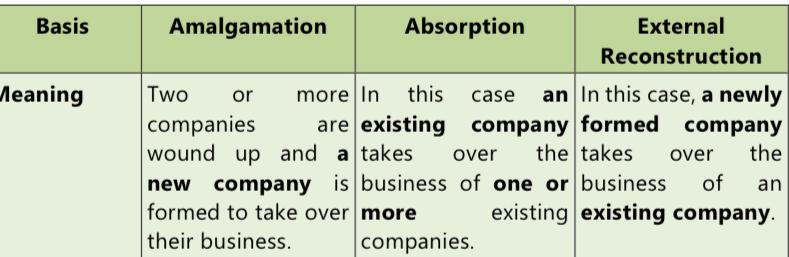 Basis
Amalgamation
Absorption
External
Reconstruction
Meaning
Two or more
companies are
wound up and a
new company is
formed to take over
their business.
In this case an
existing company
takes over the
business of one or
more existing
companies.
In this case, a newly
formed company
takes over the
business of an
existing company.